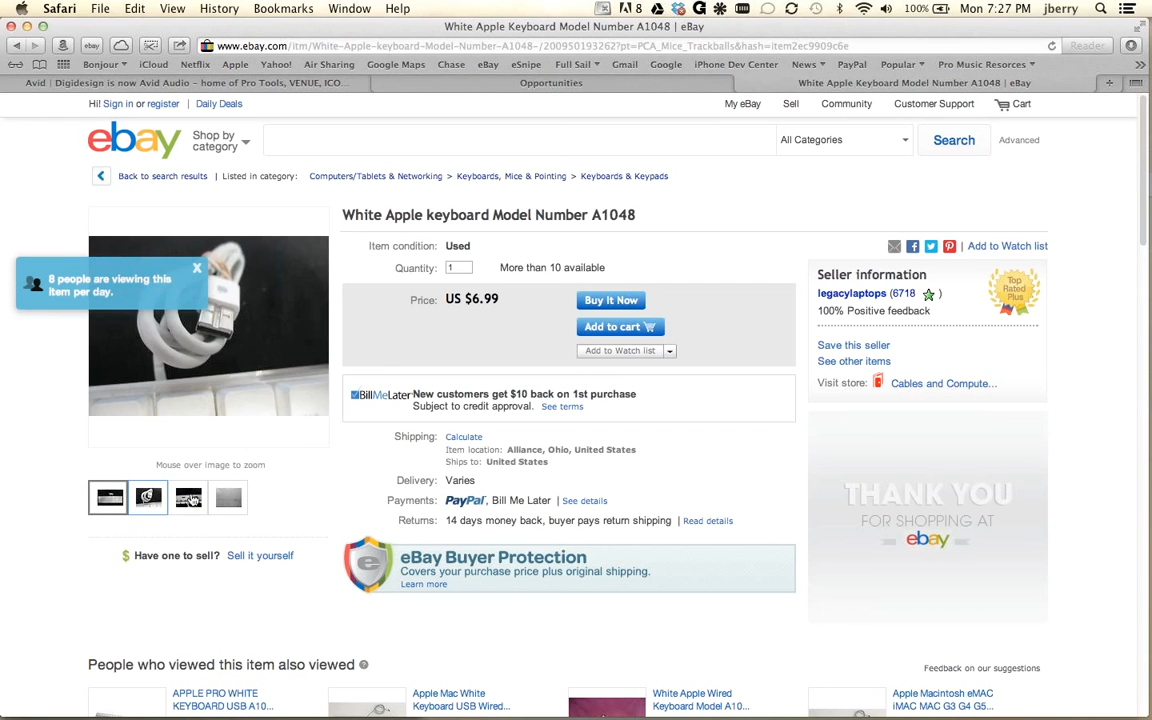 Safari File Edit View History Bookmarks Window Help
8 100% Mon 7:27 PM jberry
White Apple Keyboard Model Number A1048 | eBay
ebay www.ebay.com/itm/White-Apple-keyboard-Model-Number-A1048-/200950193262?pt=PCA_Mice_Trackballs&hash=item2ec9909c6e Reader
Bonjour iCloud Netflix Apple Yahoo! Air Sharing Google Maps Chase eBay eSnipe Full Sail Gmail Google iPhone Dev Center News PayPal Popular Pro Music Resorces
Avid | Digidesign is now Avid Audio – home of Pro Tools, VENUE, ICO... Opportunities White Apple Keyboard Model Number A1048 | eBay
Hi! Sign in or register | Daily Deals My eBay Sell Community Customer Support Cart
ebay Shop by category All Categories Search Advanced
Back to search results | Listed in category: Computers/Tablets & Networking > Keyboards, Mice & Pointing > Keyboards & Keypads
White Apple keyboard Model Number A1048
Item condition: Used
Add to Watch list
Quantity: 1 More than 10 available
8 people are viewing this
item per day.
X
Price: US $6.99 Buy It Now
Add to cart
Add to Watch list
Seller information
legacylaptops (6718 )
100% Positive feedback
Top
Rated
Plus
Save this seller
See other items
Visit store: Cables and Compute...
BillMeLater New customers get $10 back on 1st purchase
Subject to credit approval. See terms
Shipping: Calculate
Item location: Alliance, Ohio, United States
Ships to: United States
Delivery: Varies
Payments: PayPal, Bill Me Later | See details
Returns: 14 days money back, buyer pays return shipping | Read details
Mouse over image to zoom
$ Have one to sell? Sell it yourself
e eBay Buyer Protection
Covers your purchase price plus original shipping.
Learn more
THANK YOU
FOR SHOPPING AT
ebay
People who viewed this item also viewed
Feedback on our suggestions
APPLE PRO WHITE
KEYBOARD USB A10...
Apple Mac White
Keyboard USB Wired...
White Apple Wired
Keyboard Model A10...
Apple Macintosh eMAC
iMAC MAC G3 G4 G5...